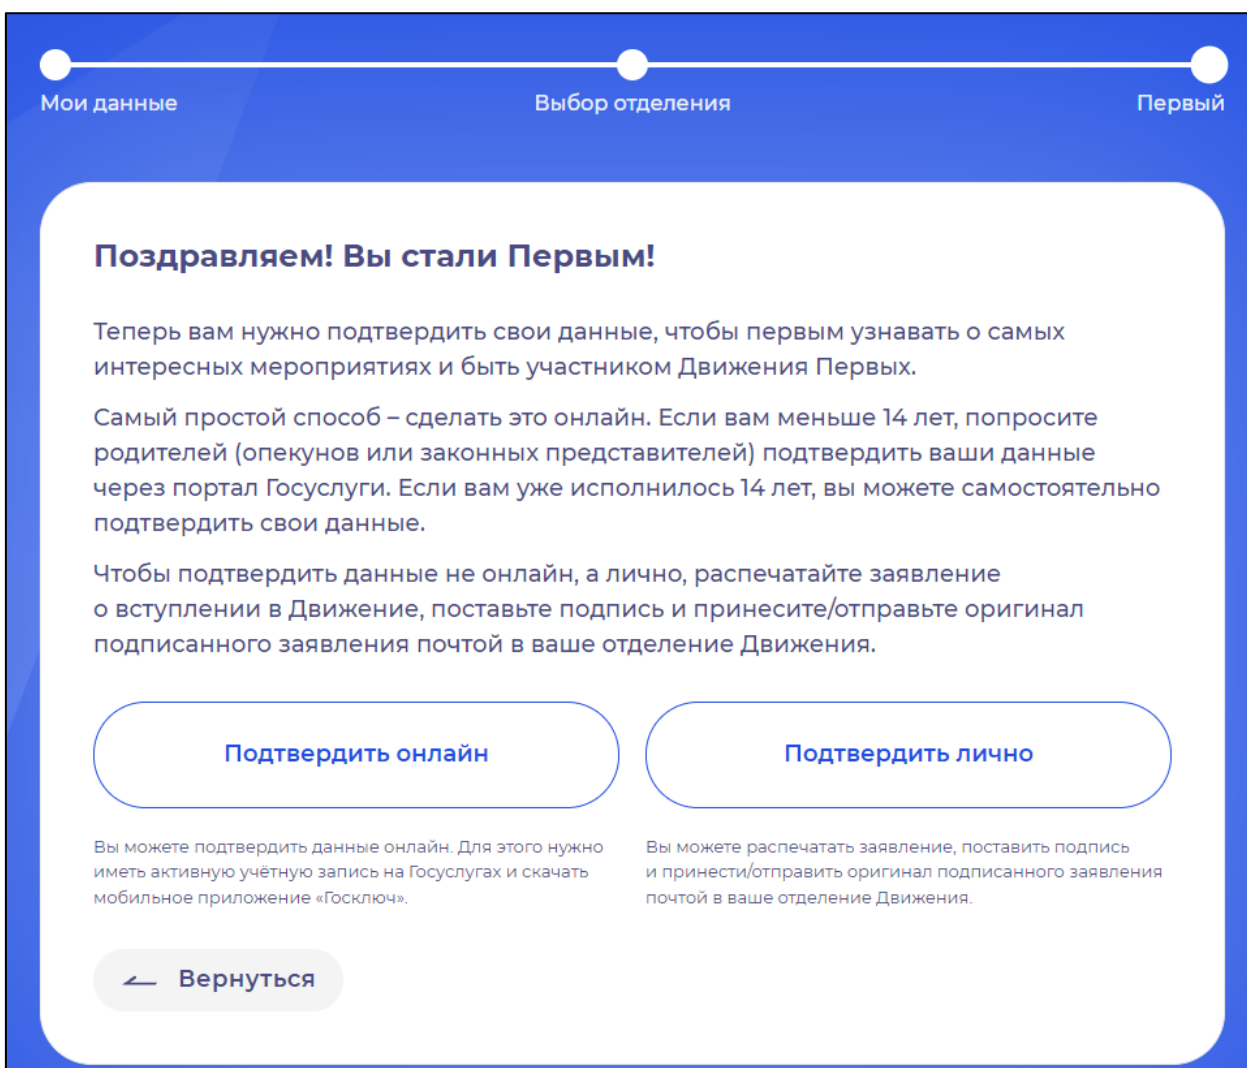 Мои данные
Выбор отделения
Первый
Поздравляем! Вы стали Первым!
Теперь вам нужно подтвердить свои данные, чтобы первым узнавать о самых
интересных мероприятиях и быть участником Движения Первых.
Самый простой способ – сделать это онлайн. Если вам меньше 14 лет, попросите
родителей (опекунов или законных представителей) подтвердить ваши данные
через портал Госуслуги. Если вам уже исполнилось 14 лет, вы можете самостоятельно
подтвердить свои данные.
Чтобы подтвердить данные не онлайн, а лично, распечатайте заявление
о вступлении в Движение, поставьте подпись и принесите/отправьте оригинал
подписанного заявления почтой в ваше отделение Движения.
Подтвердить онлайн
Подтвердить лично
Вы можете подтвердить данные онлайн. Для этого нужно
иметь активную учётную запись на Госуслугах и скачать
мобильное приложение «Госключ».
Вы можете распечатать заявление, поставить подпись
и принести/отправить оригинал подписанного заявления
почтой в ваше отделение Движения.
Вернуться